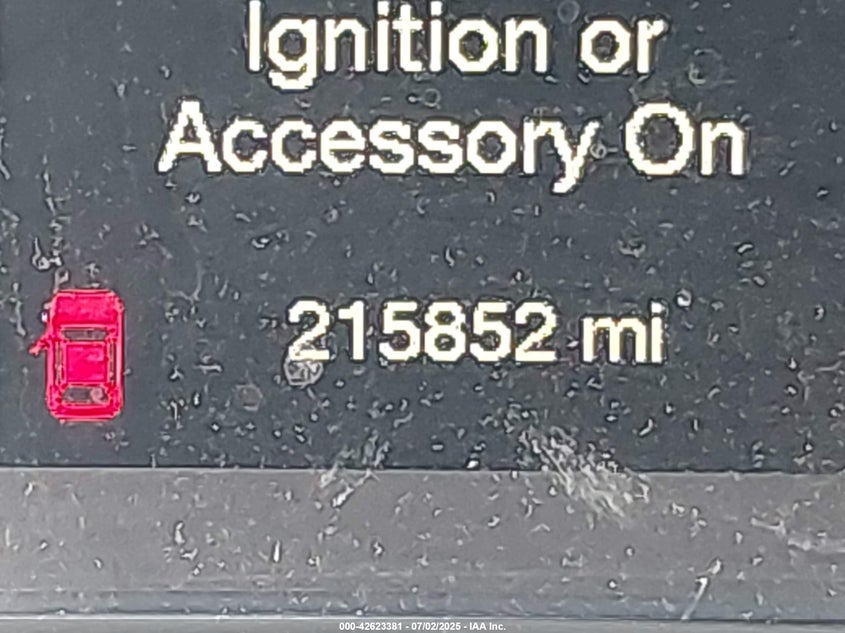 Ignition or
Accessory On
215852 mi
000-42623381 - 07/02/2025 - IAA Inc.